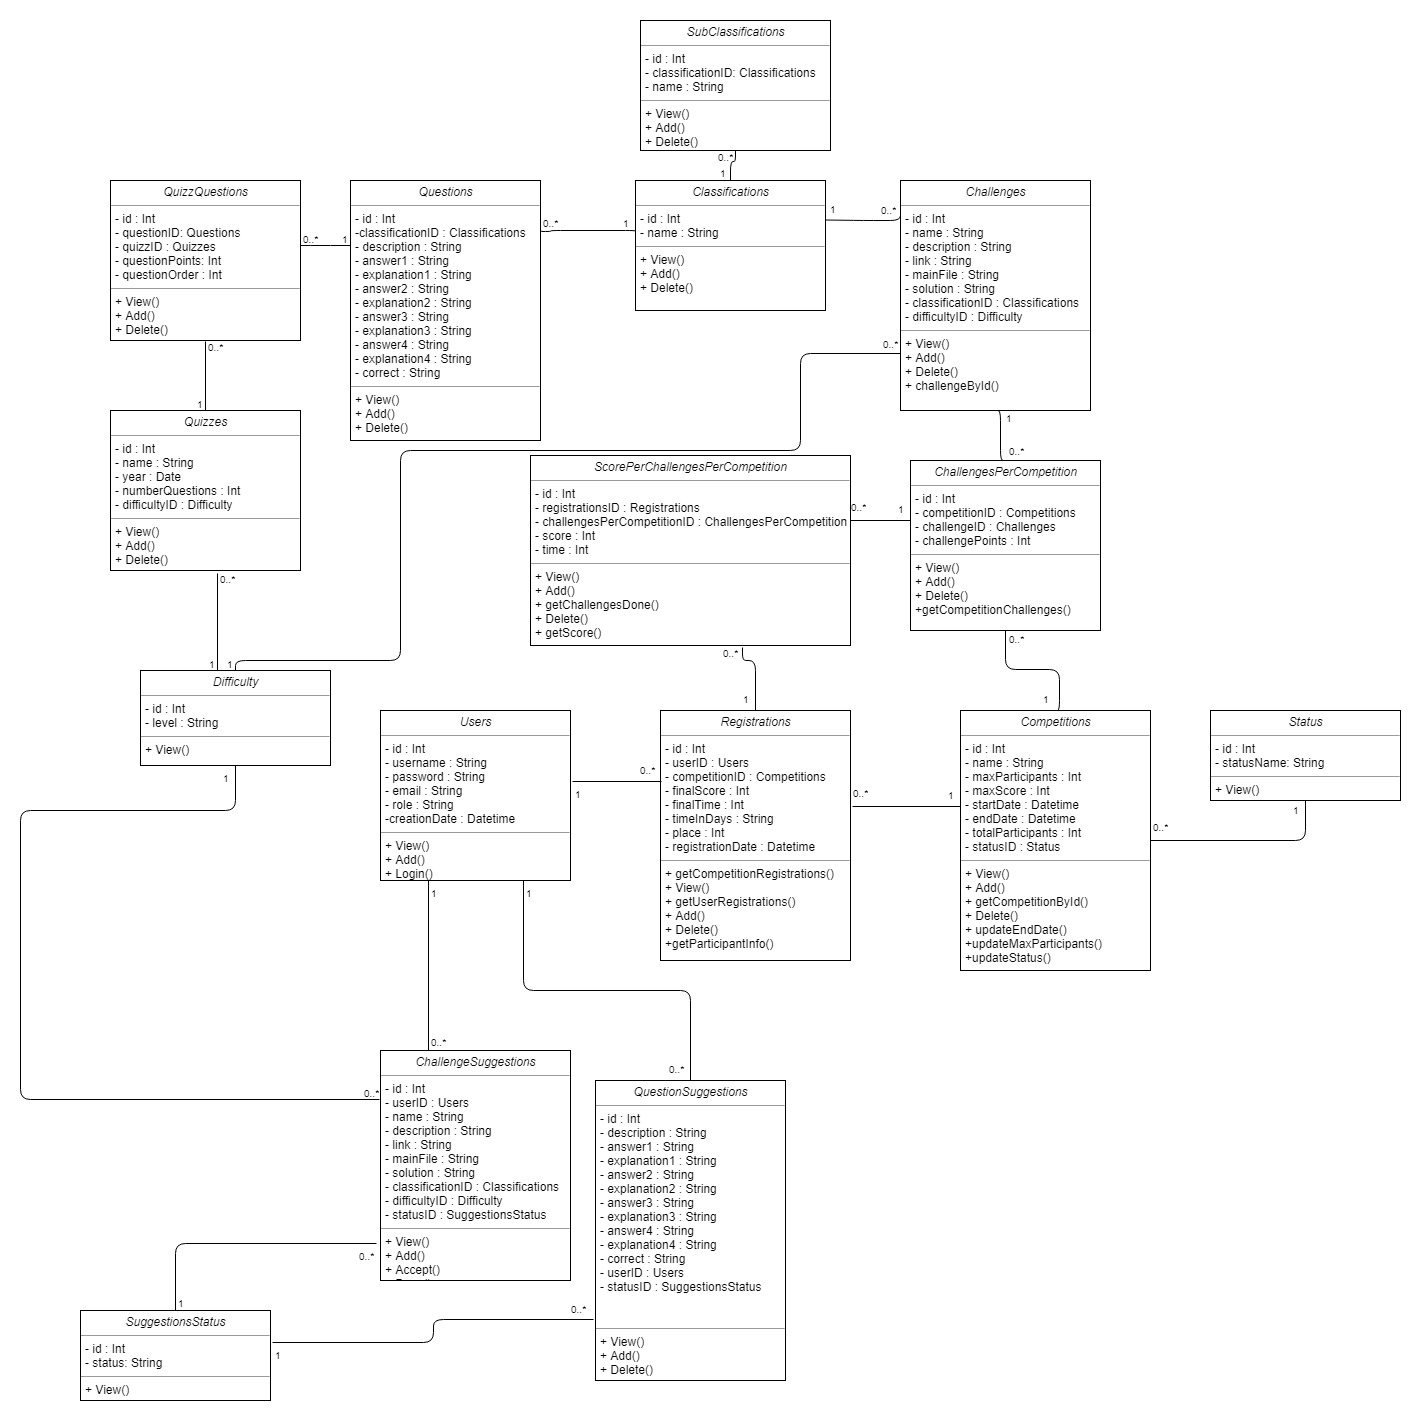 SubClassifications
- id : Int
- classificationID: Classifications
- name : String
+ View()
+ Add()
+ Delete()
0..*
1
QuizzQuestions
- id : Int
- questionID: Questions
- quizzID : Quizzes
- questionPoints: Int
- questionOrder : Int
+ View()
+ Add()
+ Delete()
0..*
1
0..*
1
Questions
- id : Int
-classificationID : Classifications
- description : String
- answer1 : String
- explanation1 : String
- answer2 : String
- explanation2 : String
- answer3 : String
- explanation3 : String
- answer4 : String
- explanation4 : String
- correct : String
+ View()
+ Add()
+ Delete()
0..*
1
Classifications
- id : Int
- name : String
+ View()
+ Add()
+ Delete()
1
0..*
Challenges
- id : Int
- name : String
- description : String
- link : String
- mainFile : String
- solution : String
- classificationID : Classifications
- difficultyID : Difficulty
0..*
+ View()
+ Add()
+ Delete()
+ challengeById()
1
0..*
Quizzes
- id : Int
- name : String
- year : Date
- numberQuestions : Int
- difficultyID : Difficulty
+ View()
+ Add()
+ Delete()
0..*
1
1
ScorePerChallengesPerCompetition
- id : Int
- registrationsID : Registrations
- challengesPerCompetitionID : ChallengesPerCompetition
- score : Int
- time : Int
+ View()
+ Add()
+ getChallengesDone()
+ Delete()
+ getScore()
0..*
1
0..*
1
ChallengesPerCompetition
- id : Int
- competitionID : Competitions
- challengeID : Challenges
- challengePoints : Int
+ View()
+ Add()
+ Delete()
+getCompetitionChallenges()
0..*
1
Difficulty
- id : Int
- level : String
+ View()
1
Users
- id : Int
- username : String
- password : String
- email : String
- role : String
-creationDate : Datetime
+ View()
+ Add()
+ Login()
0..*
1
1
1
Registrations
- id : Int
- userID : Users
- competitionID : Competitions
- finalScore : Int
- finalTime : Int
- timeInDays : String
- place : Int
- registrationDate : Datetime
+ getCompetitionRegistrations()
+ View()
+ getUserRegistrations()
+ Add()
+ Delete()
+getParticipantInfo()
0..*
1
Competitions
- id : Int
- name : String
- maxParticipants : Int
- maxScore : Int
- startDate : Datetime
- endDate : Datetime
- totalParticipants : Int
- statusID : Status
+ View()
+ Add()
+ getCompetitionById()
+ Delete()
+ updateEndDate()
+updateMaxParticipants()
+updateStatus()
0..*
1
Status
- id : Int
- statusName: String
+ View()
0..*
0..*
ChallengeSuggestions
- id : Int
- userID : Users
- name : String
- description : String
- link : String
- mainFile : String
- solution : String
- classificationID : Classifications
- difficultyID : Difficulty
- statusID : SuggestionsStatus
+ View()
+ Add()
+ Accept()
0..*
0..*
QuestionSuggestions
- id : Int
- description : String
- answer1 : String
- explanation1 : String
- answer2 : String
- explanation2 : String
- answer3 : String
- explanation3 : String
- answer4 : String
- explanation4 : String
- correct : String
- userID : Users
- statusID : SuggestionsStatus
+ View()
+ Add()
+ Delete()
1
0..*
1
SuggestionsStatus
- id : Int
- status: String
+ View()